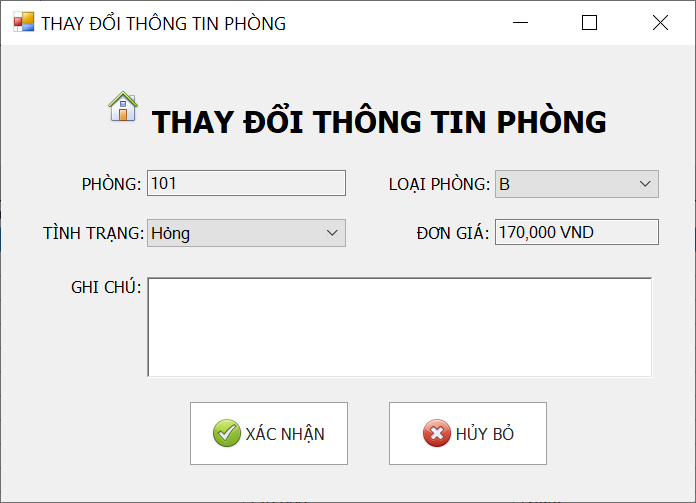 THAY ĐỔI THÔNG TIN PHÒNG
THAY ĐỔI THÔNG TIN PHÒNG
PHÒNG: 101 LOẠI PHÒNG: B
TÌNH TRẠNG: Hỏng ĐƠN GIÁ: 170,000 VND
GHI CHÚ:
XÁC NHẬN HỦY BỎ